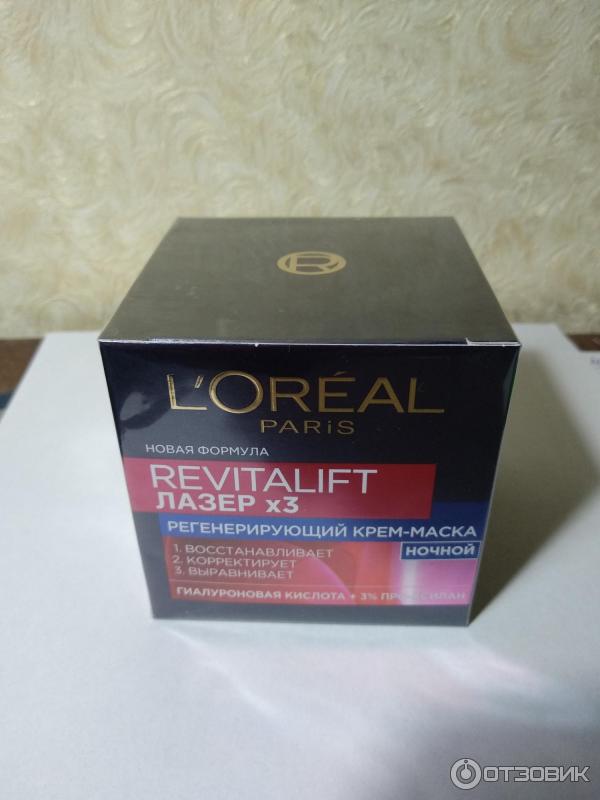 L'ORÉAL
PARiS
НОВАЯ ФОРМУЛА
REVITALIFT
ЛАЗЕР x3
РЕГЕНЕРИРУЮЩИЙ КРЕМ-МАСКА
НОЧНОЙ
1. ВОССТАНАВЛИВАЕТ
2. КОРРЕКТИРУЕТ
3. ВЫРАВНИВАЕТ
ГИАЛУРОНОВАЯ КИСЛОТА + 3% ПРО-КСИЛАН
ОТЗОВИК